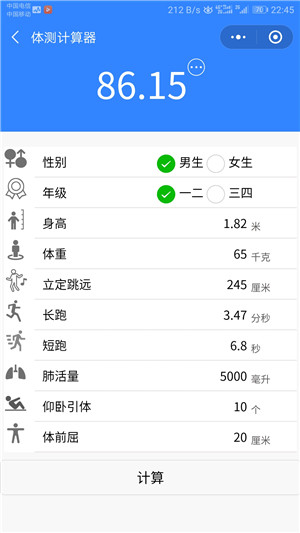 中国电信
中国移动
212 B/s 70 22:45
体测计算器
86.15
性别 男生 女生
年级 一二 三四
身高 1.82 米
体重 65 千克
立定跳远 245 厘米
长跑 3.47 分秒
短跑 6.8 秒
肺活量 5000 毫升
仰卧引体 10 个
体前屈 20 厘米
计算